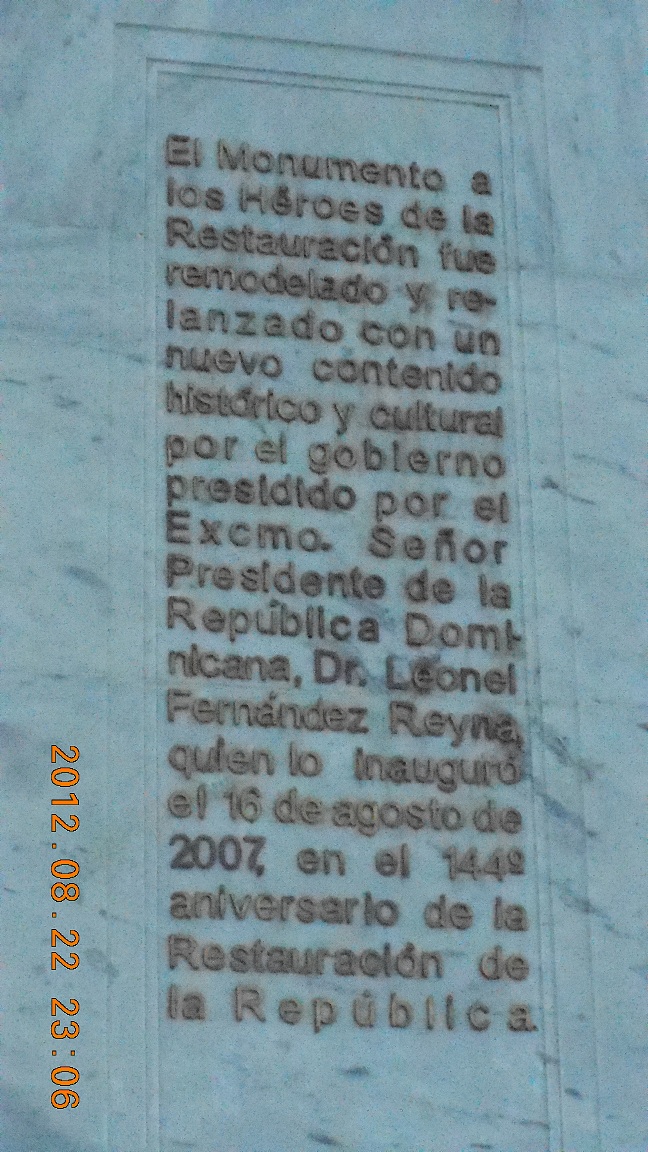 El Monumento a
los Héroes de la
Restauración fue
remodelado y re-
lanzado con un
nuevo contenido
histórico y cultural
por el gobierno
presidido por el
Excmo. Señor
Presidente de la
República Domi-
nicana, Dr. Leonel
Fernández Reyna,
quien lo inauguró
el 16 de agosto de
2007, en el 144º
aniversario de la
Restauración de
la República.
2012.08.22 23:06